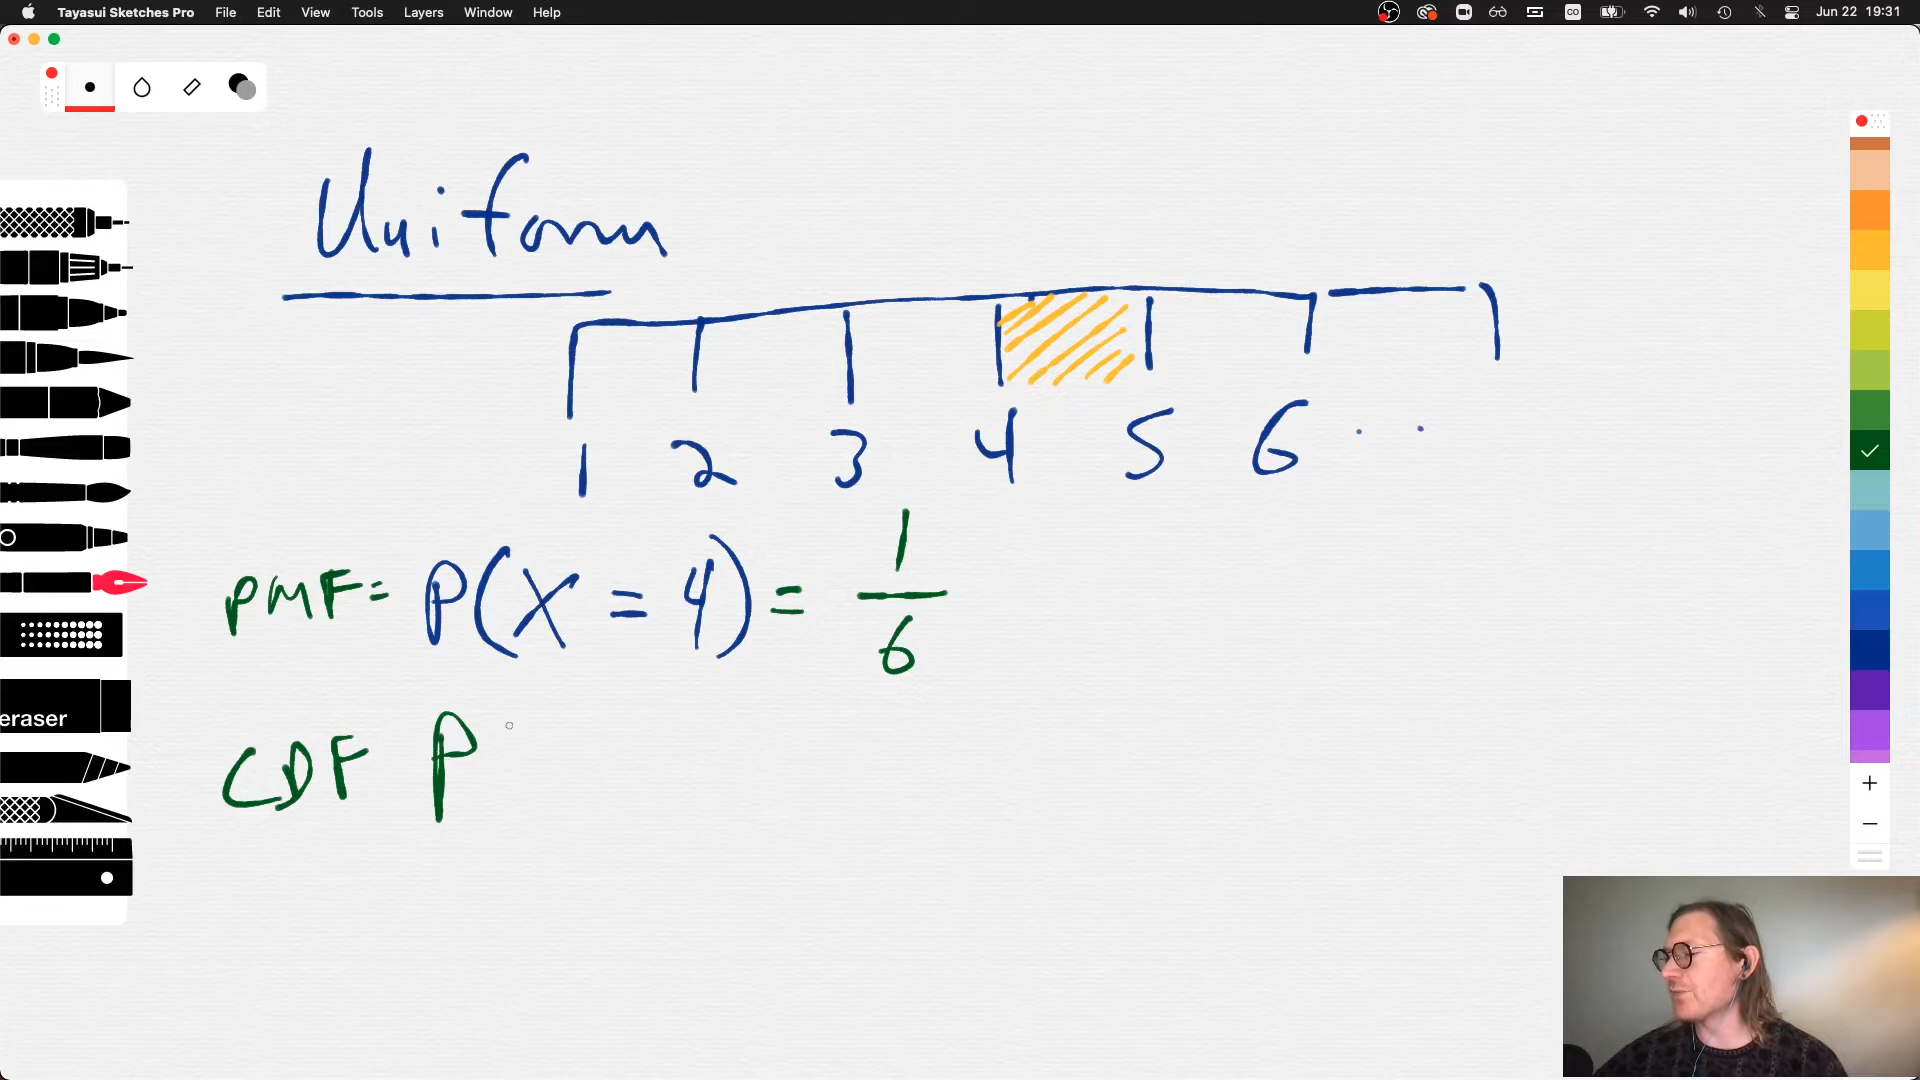 Tayasui Sketches Pro File Edit View Tools Layers Window Help Jun 22 19:31
Uniform
1 2 3 4 5 6 . .
PMF = P(X = 4) = 1/6
CDF P
eraser